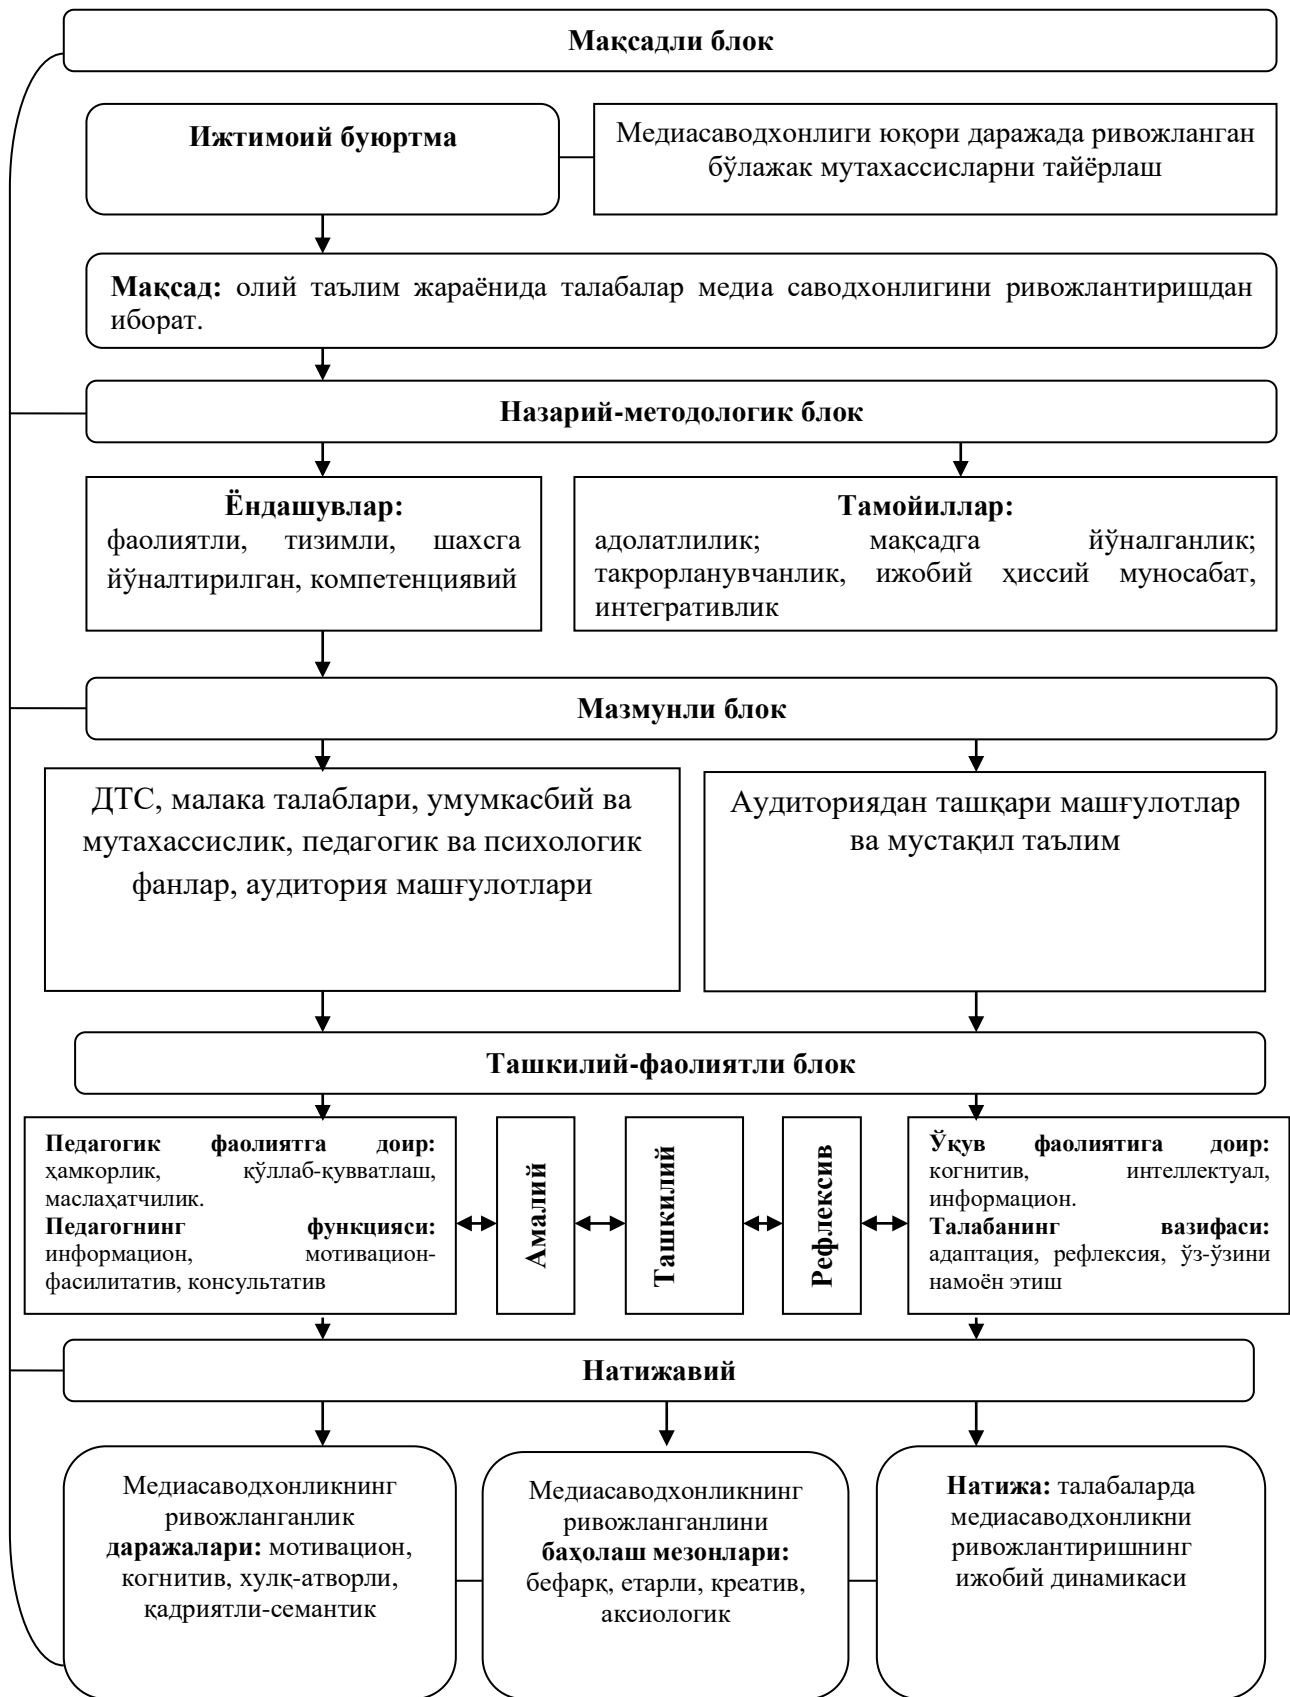 Мақсадли блок
Ижтимоий буюртма
Медиасаводхонлиги юқори даражада ривожланган
бўлажак мутахассисларни тайёрлаш
Мақсад: олий таълим жараёнида талабалар медиа саводхонлигини ривожлантиришдан
иборат.
Назарий-методологик блок
Ёндашувлар:
фаолиятли, тизимли, шахсга
йўналтирилган, компетенциявий
Тамойиллар:
адолатлилик; мақсадга йўналганлик;
такрорланувчанлик, ижобий ҳиссий муносабат,
интегративлик
Мазмунли блок
ДТС, малака талаблари, умумкасбий ва
мутахассислик, педагогик ва психологик
фанлар, аудитория машғулотлари
Аудиториядан ташқари машғулотлар
ва мустақил таълим
Ташкилий-фаолиятли блок
Педагогик фаолиятга доир:
ҳамкорлик, қўллаб-қувватлаш,
маслаҳатчилик.
Педагогнинг функцияси:
информацион, мотивацион-
фасилитатив, консультатив
Амалий
Ташкилий
Рефлексив
Ўқув фаолиятига доир:
когнитив, интеллектуал,
информацион.
Талабанинг вазифаси:
адаптация, рефлексия, ўз-ўзини
намоён этиш
Натижавий
Медиасаводхонликнинг
ривожланганлик
даражалари: мотивацион,
когнитив, хулқ-атворли,
қадриятли-семантик
Медиасаводхонликнинг
ривожланганлини
баҳолаш мезонлари:
бефарқ, етарли, креатив,
аксиологик
Натижа: талабаларда
медиасаводхонликни
ривожлантиришнинг
ижобий динамикаси